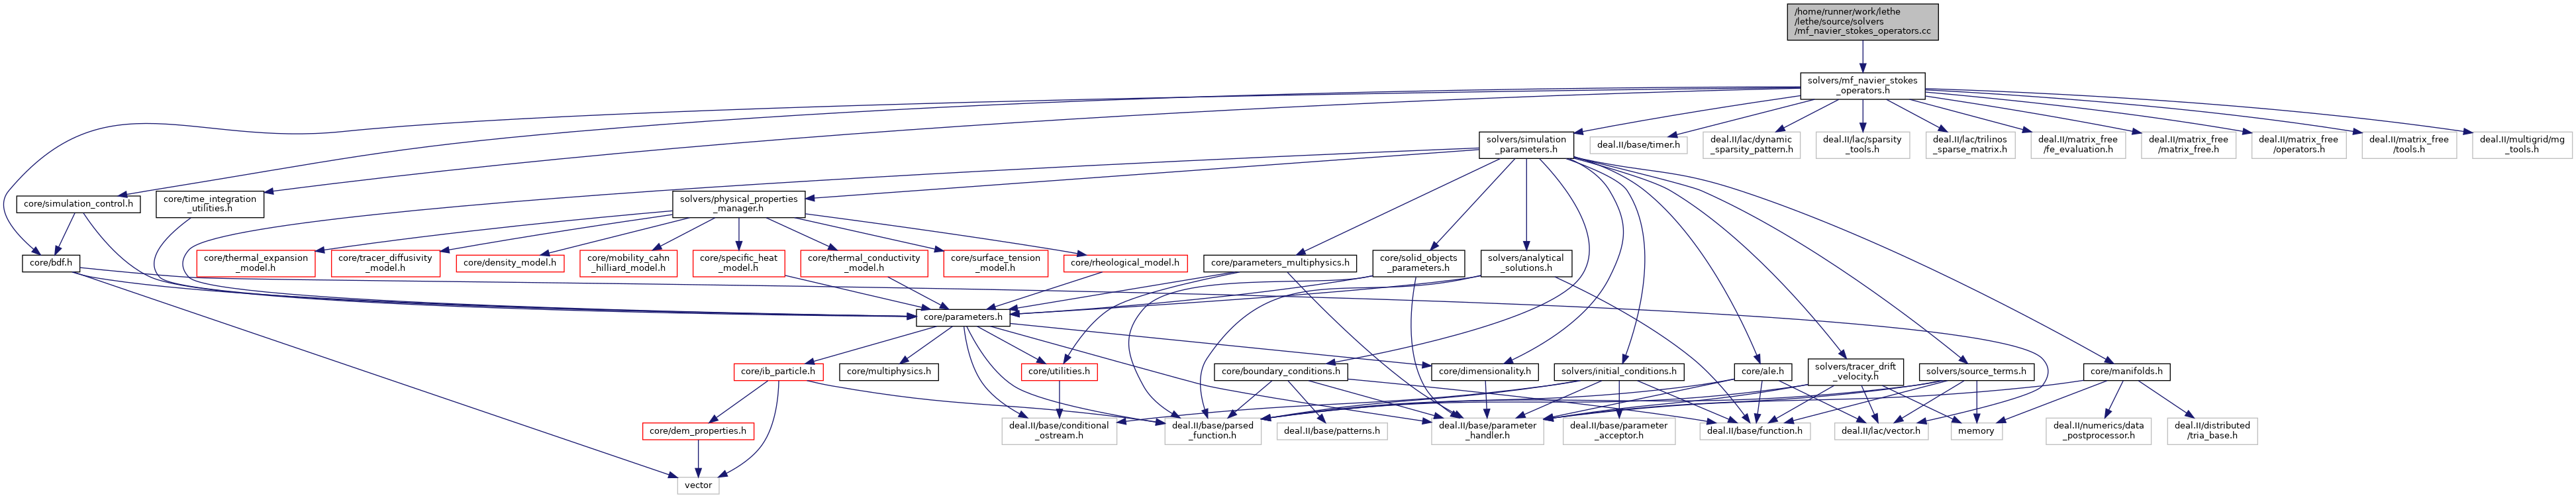 /home/runner/work/lethe
/lethe/source/solvers
/mf_navier_stokes_operators.cc
solvers/mf_navier_stokes
_operators.h
solvers/simulation
_parameters.h
deal.II/base/timer.h
deal.II/lac/dynamic
_sparsity_pattern.h
deal.II/lac/sparsity
_tools.h
deal.II/lac/trilinos
_sparse_matrix.h
deal.II/matrix_free
/fe_evaluation.h
deal.II/matrix_free
/matrix_free.h
deal.II/matrix_free
/operators.h
deal.II/matrix_free
/tools.h
deal.II/multigrid/mg
_tools.h
core/simulation_control.h
core/time_integration
_utilities.h
solvers/physical_properties
_manager.h
core/bdf.h
core/thermal_expansion
_model.h
core/tracer_diffusivity
_model.h
core/density_model.h
core/mobility_cahn
_hilliard_model.h
core/specific_heat
_model.h
core/thermal_conductivity
_model.h
core/surface_tension
_model.h
core/rheological_model.h
core/parameters_multiphysics.h
core/solid_objects
_parameters.h
solvers/analytical
_solutions.h
core/parameters.h
core/ib_particle.h
core/multiphysics.h
core/utilities.h
core/boundary_conditions.h
core/dimensionality.h
solvers/initial_conditions.h
core/ale.h
solvers/tracer_drift
_velocity.h
solvers/source_terms.h
core/manifolds.h
core/dem_properties.h
deal.II/base/conditional
_ostream.h
deal.II/base/parsed
_function.h
deal.II/base/patterns.h
deal.II/base/parameter
_handler.h
deal.II/base/parameter
_acceptor.h
deal.II/base/function.h
deal.II/lac/vector.h
memory
deal.II/numerics/data
_postprocessor.h
deal.II/distributed
/tria_base.h
vector